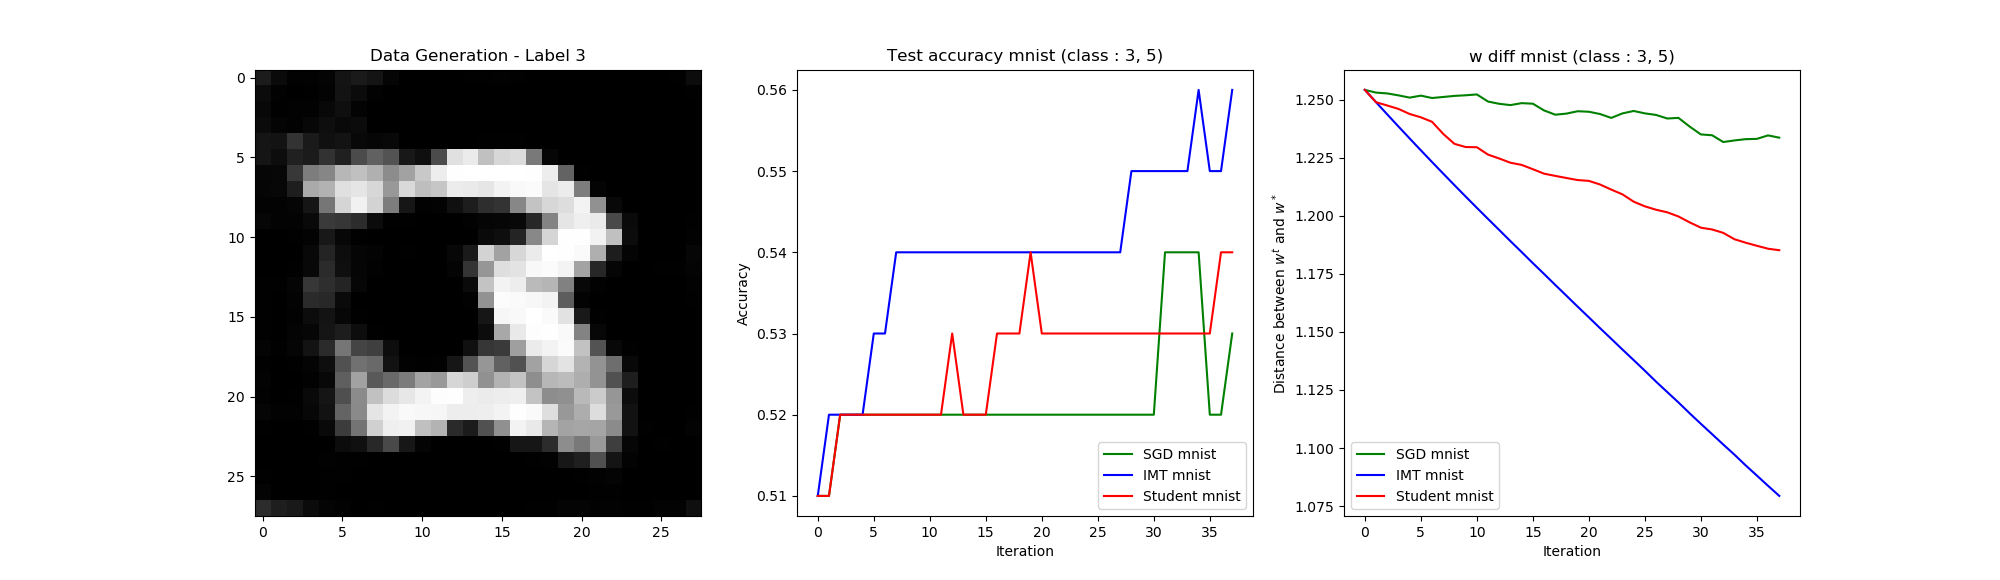 Data Generation - Label 3
0
5
10
15
20
25
0 5 10 15 20 25
Test accuracy mnist (class : 3, 5)
Accuracy
0.56
0.55
0.54
0.53
0.52
0.51
0 5 10 15 20 25 30 35
Iteration
SGD mnist
IMT mnist
Student mnist
w diff mnist (class : 3, 5)
Distance between w^t and w^*
1.250
1.225
1.200
1.175
1.150
1.125
1.100
1.075
0 5 10 15 20 25 30 35
Iteration
SGD mnist
IMT mnist
Student mnist